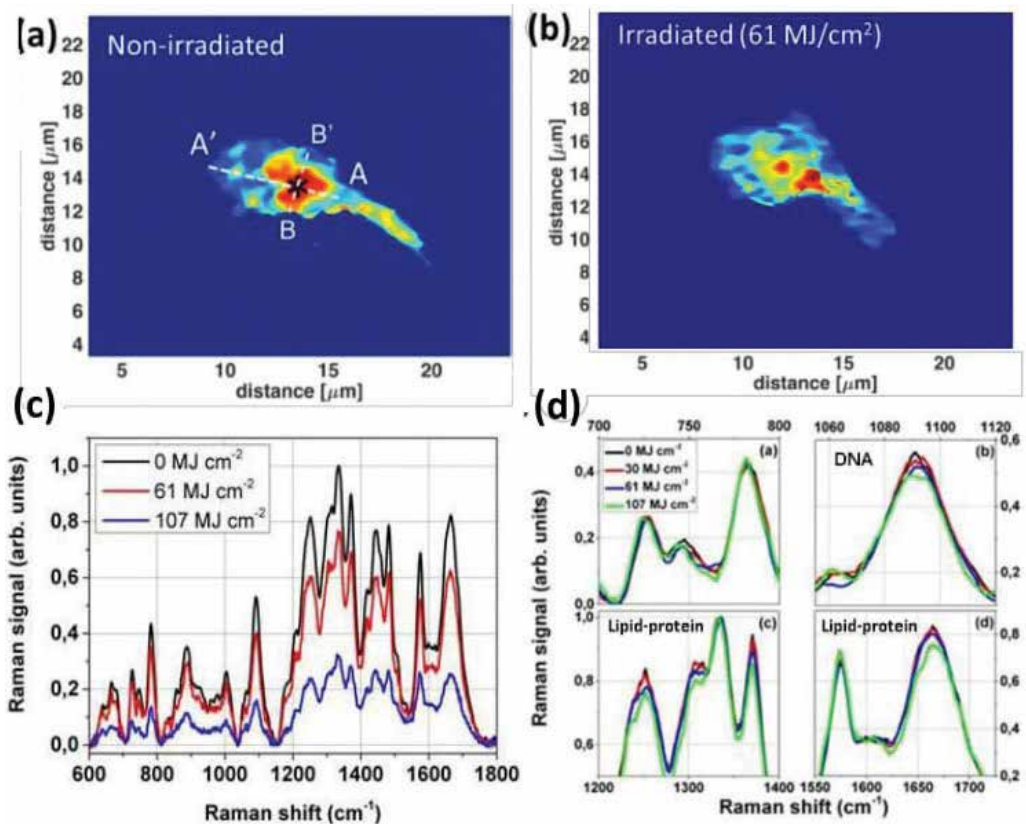 (a)
Non-irradiated
22
20
18
16
14
12
10
8
6
4
distance [μm]
A'
B'
A
B
5
10
15
20
distance [μm]
(b)
Irradiated (61 MJ/cm²)
22
20
18
16
14
12
10
8
6
4
distance [μm]
5
10
15
20
distance [μm]
(c)
1,0
0,8
0,6
0,4
0,2
0,0
Raman signal (arb. units)
0 MJ cm⁻²
61 MJ cm⁻²
107 MJ cm⁻²
600 800 1000 1200 1400 1600 1800
Raman shift (cm⁻¹)
(d)
700 750 800
1060 1080 1100 1120
(a)
0 MJ cm⁻²
30 MJ cm⁻²
61 MJ cm⁻²
107 MJ cm⁻²
0,4
0,2
0,0
DNA
(b)
0,6
0,4
0,2
Raman signal (arb. units)
Lipid-protein
(c)
1,0
0,8
0,6
Lipid-protein
(d)
0,8
0,6
0,4
0,2
1200 1300 1400
1550 1600 1650 1700
Raman shift (cm⁻¹)